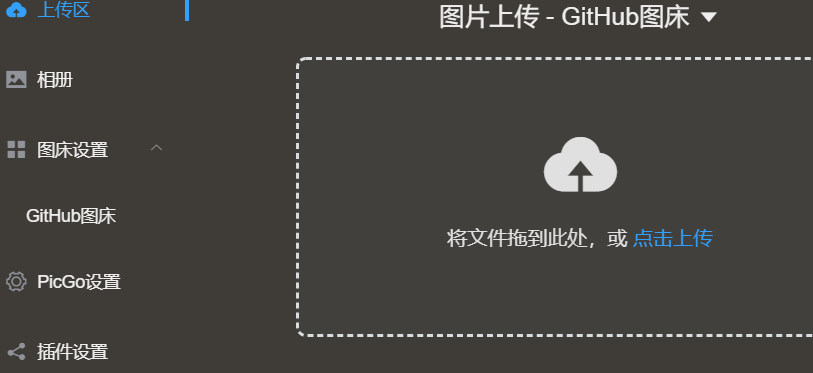 上传区
相册
图床设置
GitHub图床
PicGo设置
插件设置
图片上传 - GitHub图床
将文件拖到此处，或 点击上传